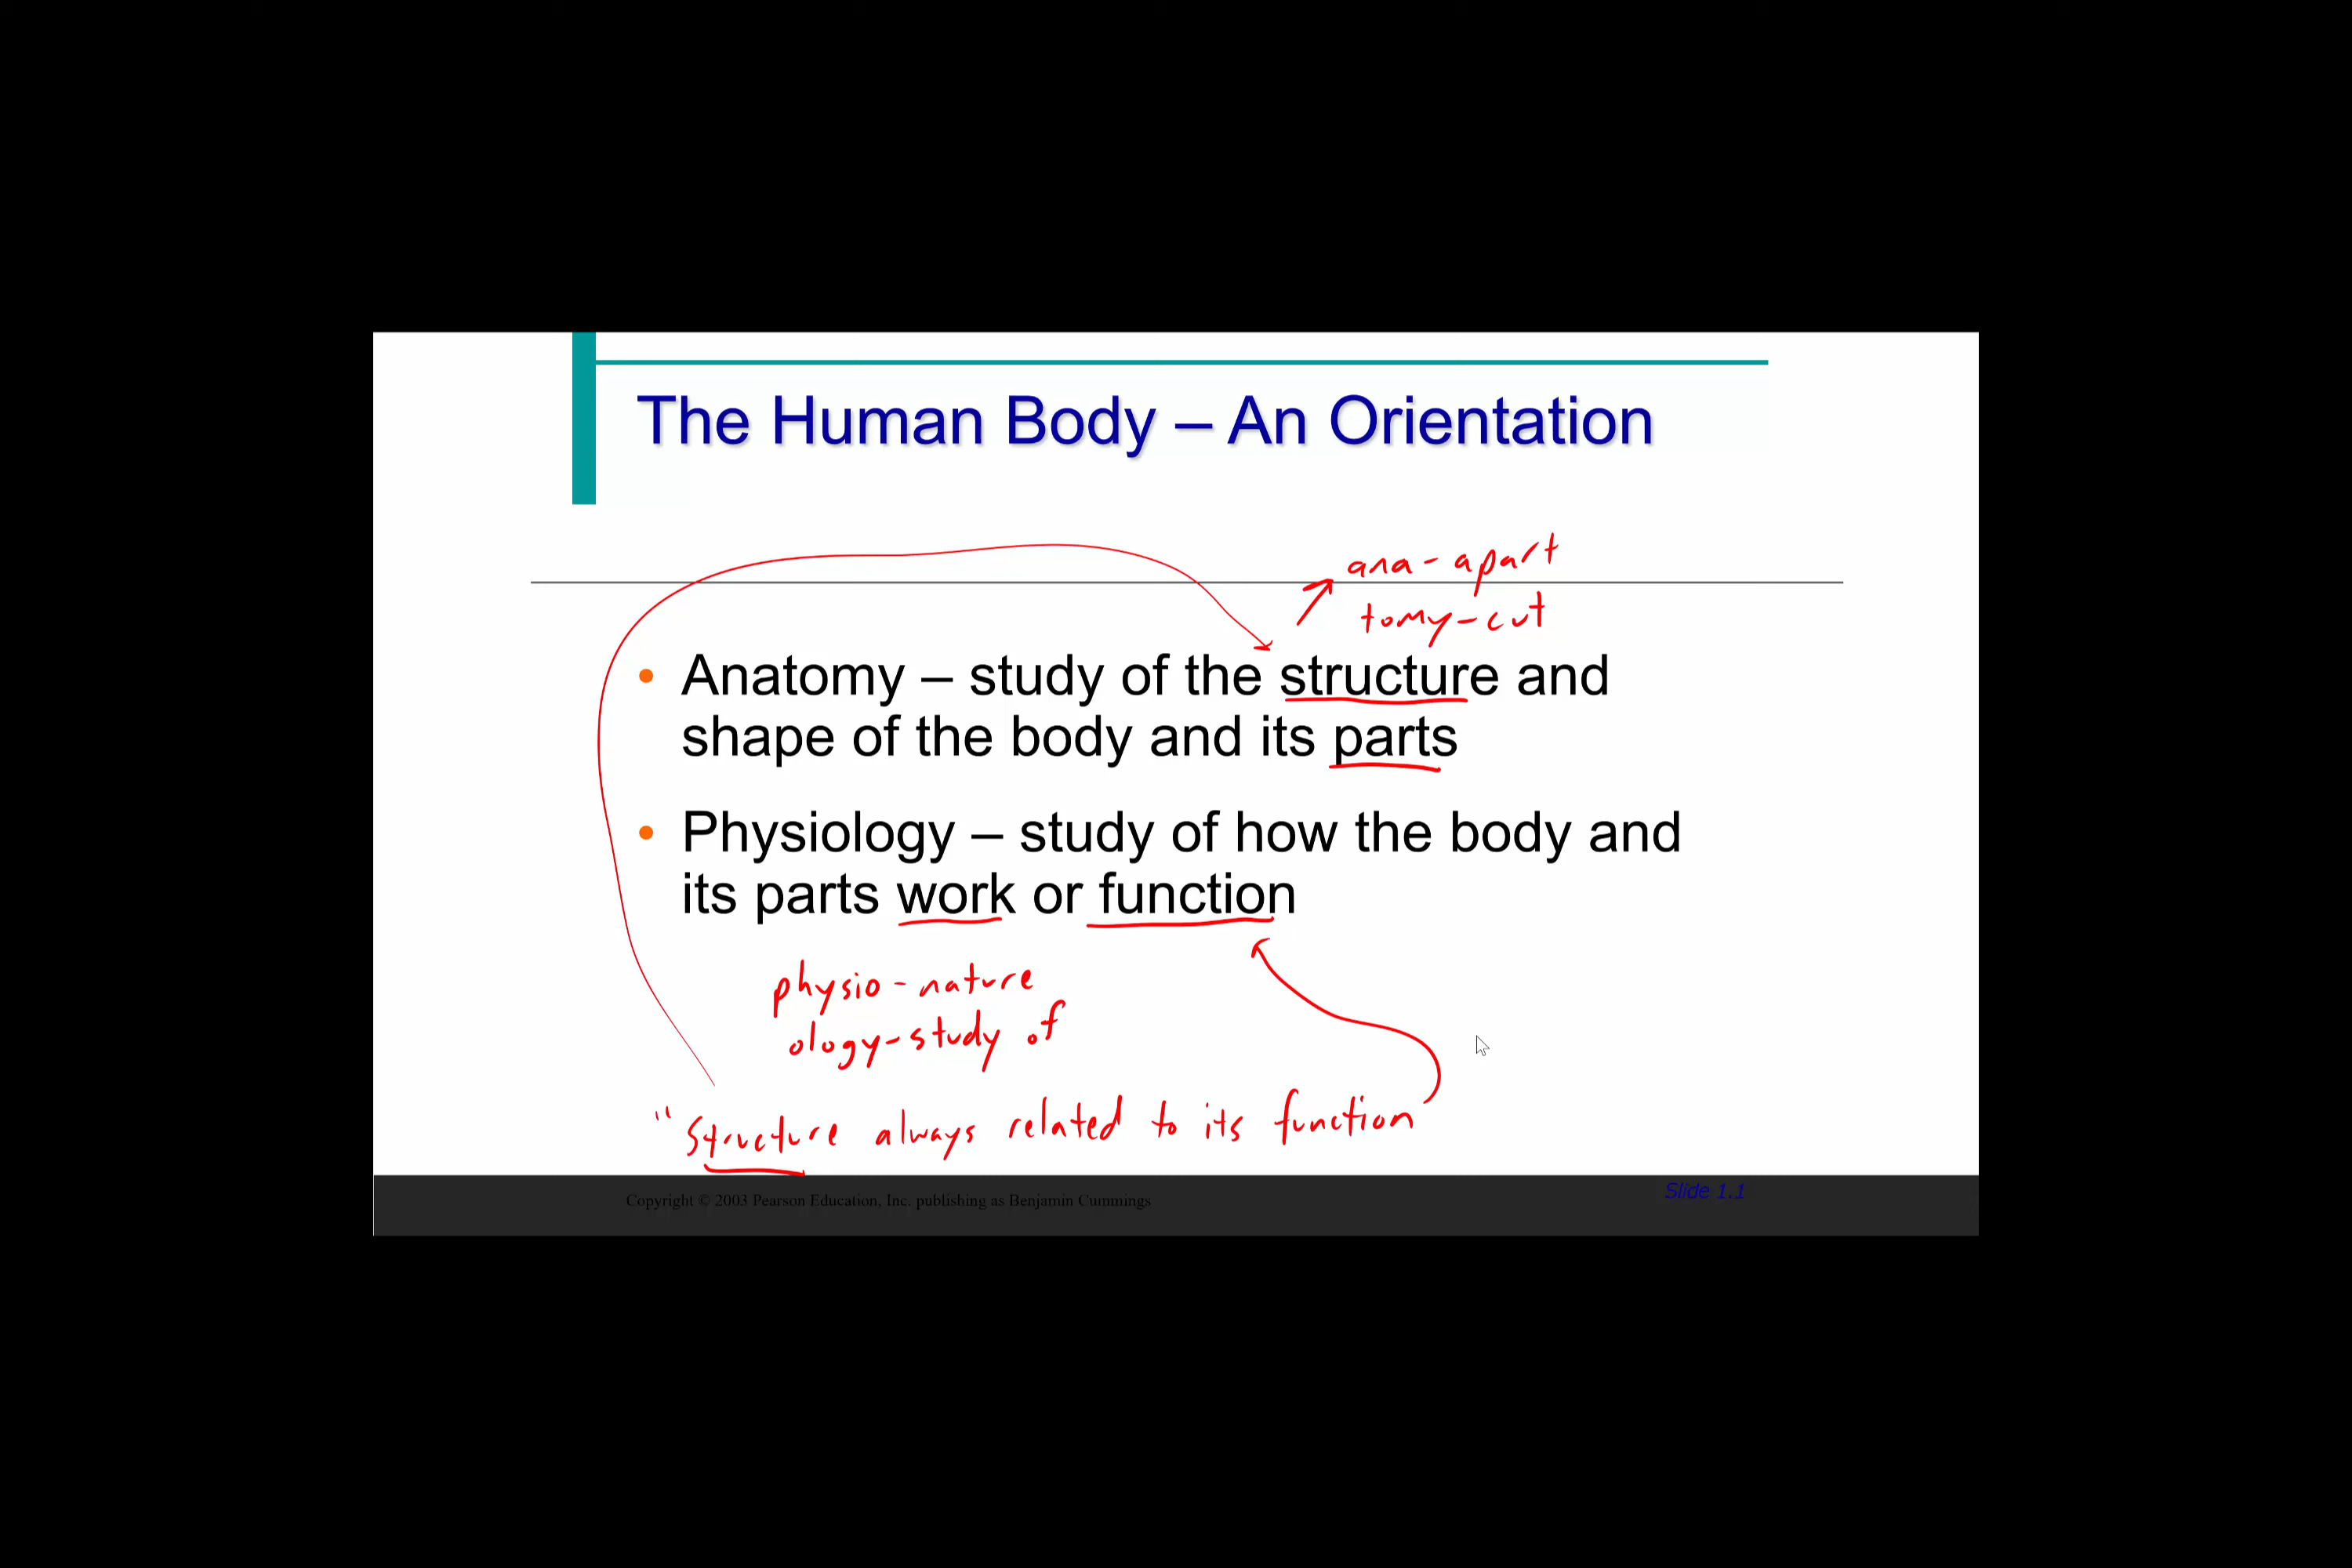 The Human Body – An Orientation
ana - apart
tomy - cut
• Anatomy – study of the structure and
shape of the body and its parts
• Physiology – study of how the body and
its parts work or function
physio - nature
ology - study of
"Structure always related to its function
Copyright © 2003 Pearson Education, Inc. publishing as Benjamin Cummings
Slide 1.1